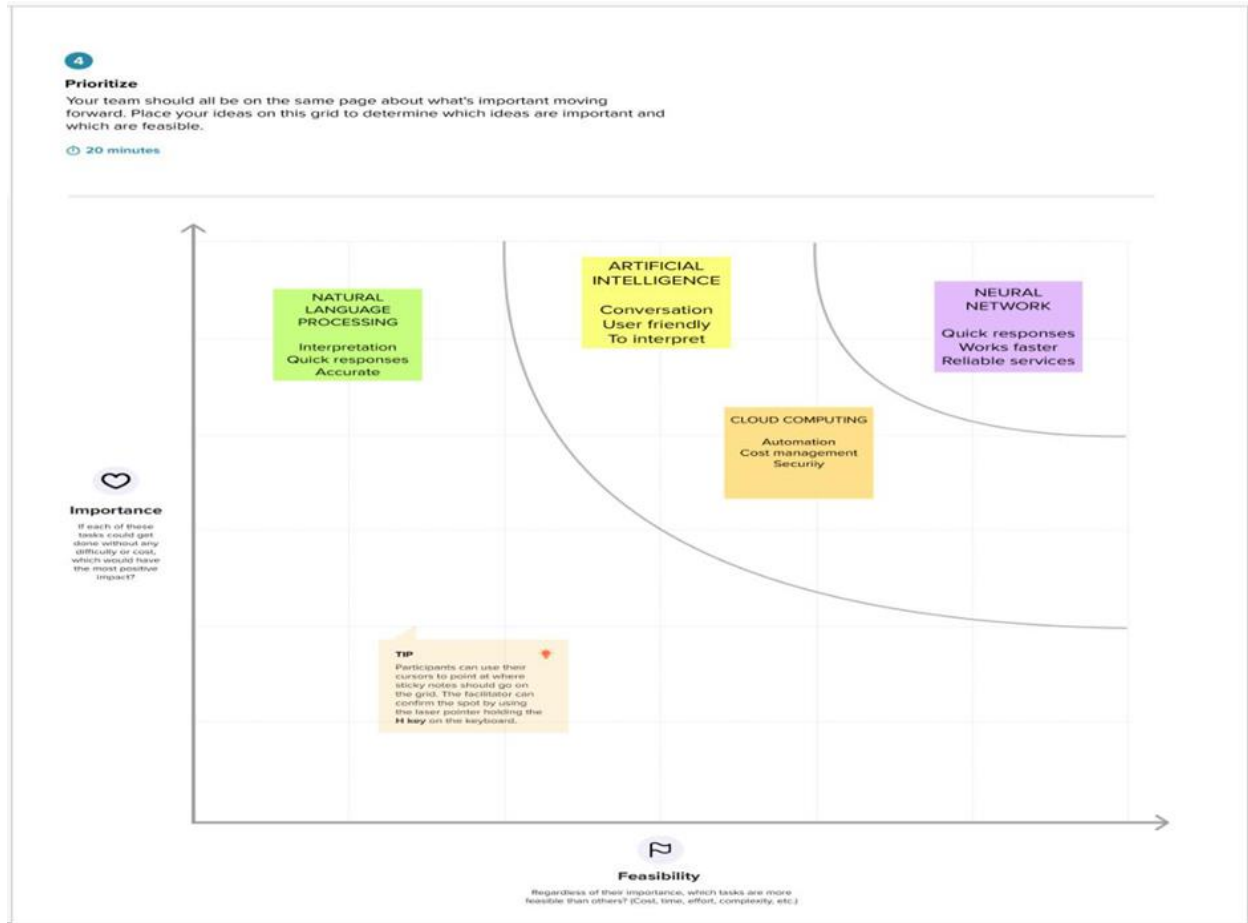 4
Prioritize
Your team should all be on the same page about what's important moving
forward. Place your ideas on this grid to determine which ideas are important and
which are feasible.
20 minutes
NATURAL
LANGUAGE
PROCESSING
Interpretation
Quick responses
Accurate
ARTIFICIAL
INTELLIGENCE
Conversation
User friendly
To interpret
NEURAL
NETWORK
Quick responses
Works faster
Reliable services
CLOUD COMPUTING
Automation
Cost management
Securiiy
Importance
If each of these
tasks could get
done without any
difficulty or cost,
which would have
the most positive
impact?
TIP
Participants can use their
cursors to point at where
sticky notes should go on
the grid. The facilitator can
confirm the spot by using
the laser pointer holding the
H key on the keyboard.
Feasibility
Regardless of their importance, which tasks are more
feasible than others? (Cost, time, effort, complexity, etc.)